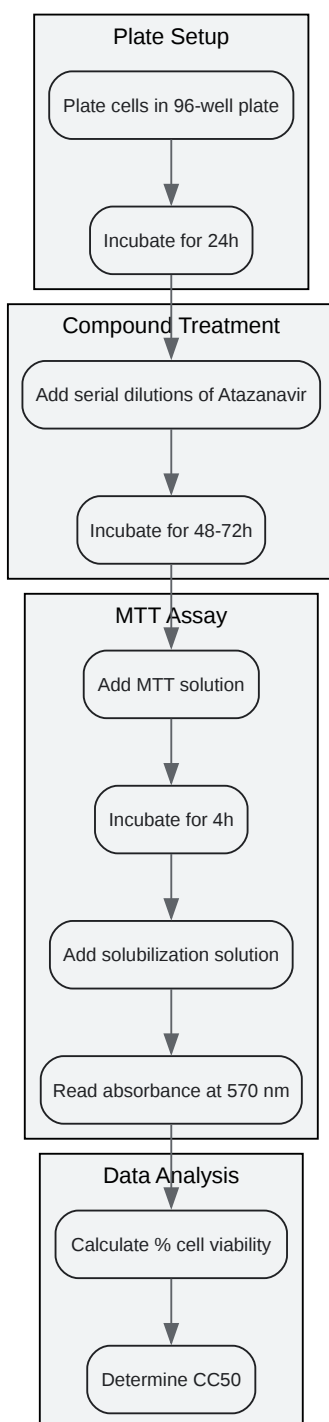 Plate Setup
Plate cells in 96-well plate
Incubate for 24h
Compound Treatment
Add serial dilutions of Atazanavir
Incubate for 48-72h
MTT Assay
Add MTT solution
Incubate for 4h
Add solubilization solution
Read absorbance at 570 nm
Data Analysis
Calculate % cell viability
Determine CC50